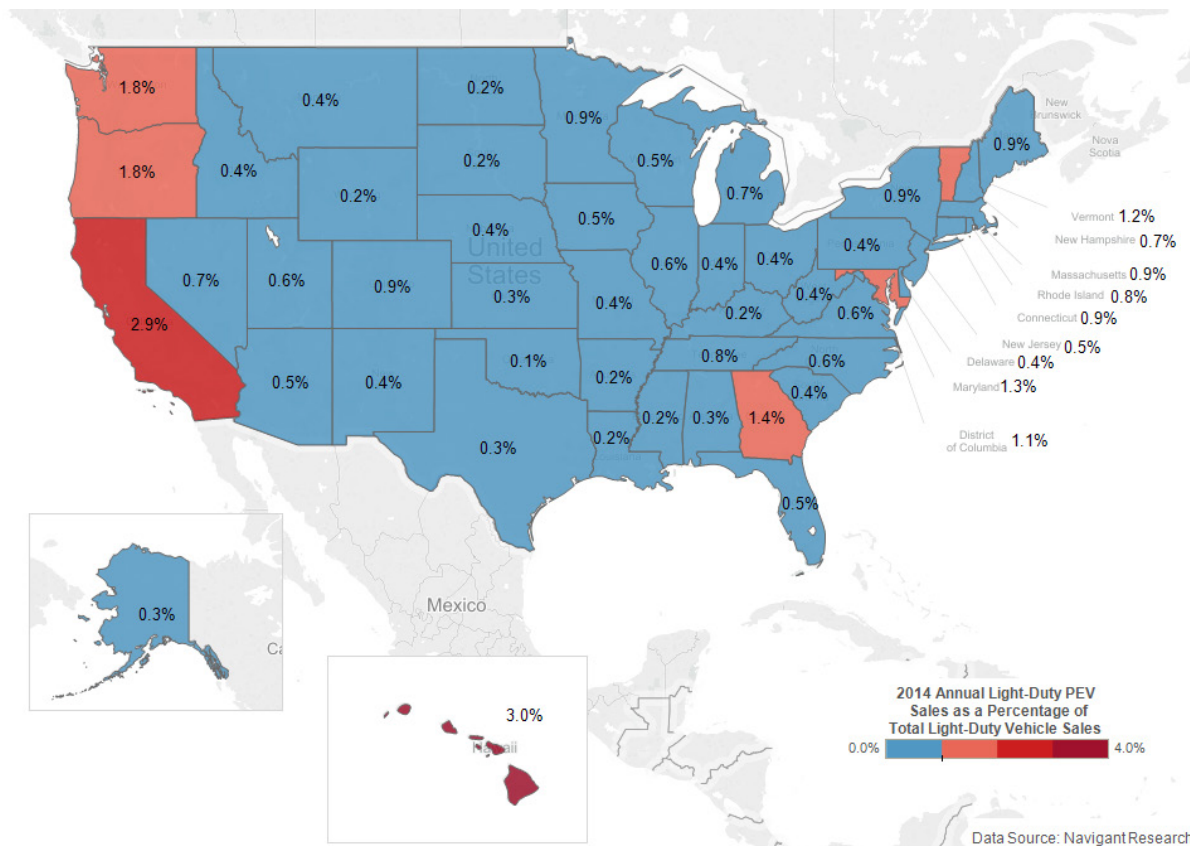 New
Brunswick
Nova
Scotia
1.8%
0.4%
0.2%
0.9%
0.9%
1.8%
0.4%
0.2%
0.2%
0.5%
0.7%
0.9%
Vermont 1.2%
New Hampshire 0.7%
Massachusetts 0.9%
Rhode Island 0.8%
Connecticut 0.9%
New Jersey 0.5%
Delaware 0.4%
Maryland 1.3%
District
of Columbia 1.1%
0.4%
United
States
0.5%
0.4%
2.9%
0.7%
0.6%
0.9%
0.3%
0.4%
0.6%
0.4%
0.4%
0.4%
0.6%
0.2%
0.5%
0.4%
0.1%
0.2%
0.8%
0.6%
0.4%
0.3%
0.2%
0.2%
0.3%
1.4%
0.5%
0.3%
Mexico
3.0%
Hawaii
2014 Annual Light-Duty PEV
Sales as a Percentage of
Total Light-Duty Vehicle Sales
0.0% 4.0%
Data Source: Navigant Research